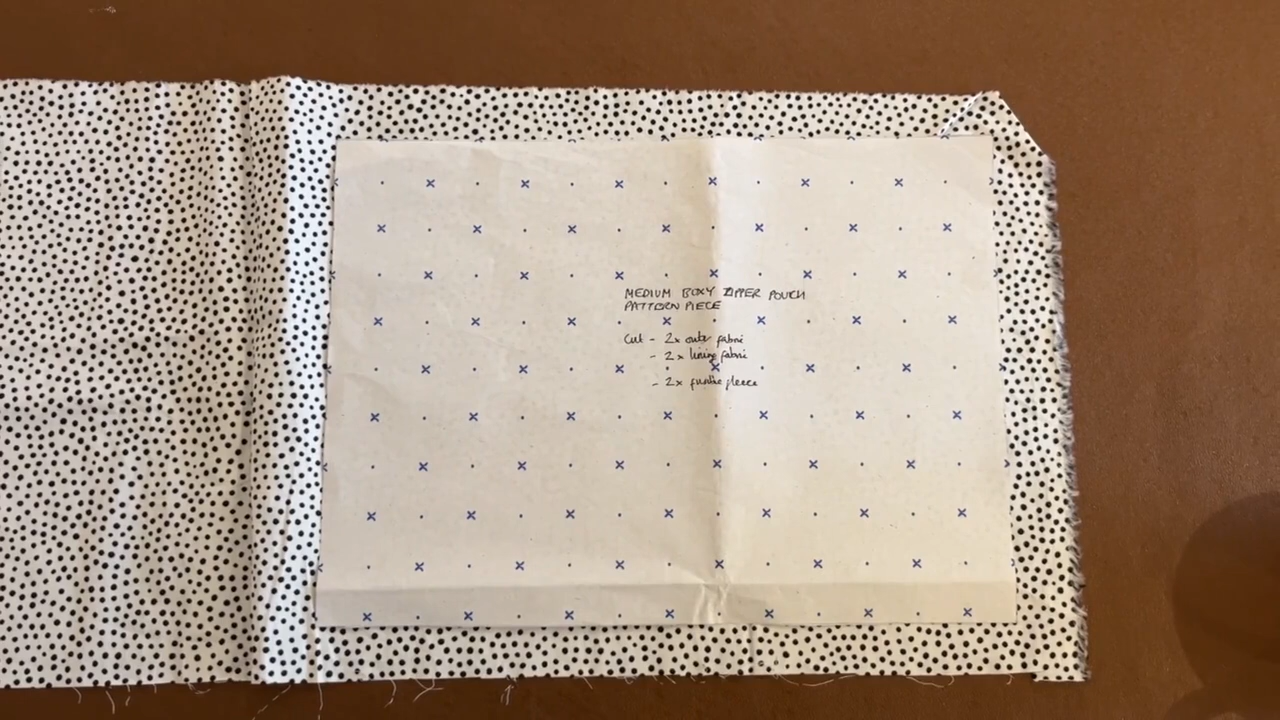 MEDIUM BOXY ZIPPER POUCH
PATTERN PIECE
Cut - 2x outer fabric
- 2x lining fabric
- 2x fusible fleece